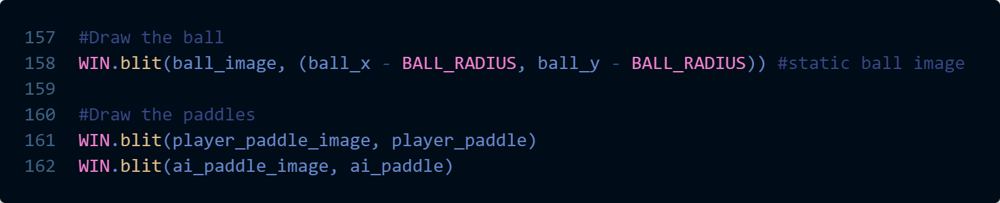 157 #Draw the ball
158 WIN.blit(ball_image, (ball_x - BALL_RADIUS, ball_y - BALL_RADIUS)) #static ball image
159
160 #Draw the paddles
161 WIN.blit(player_paddle_image, player_paddle)
162 WIN.blit(ai_paddle_image, ai_paddle)